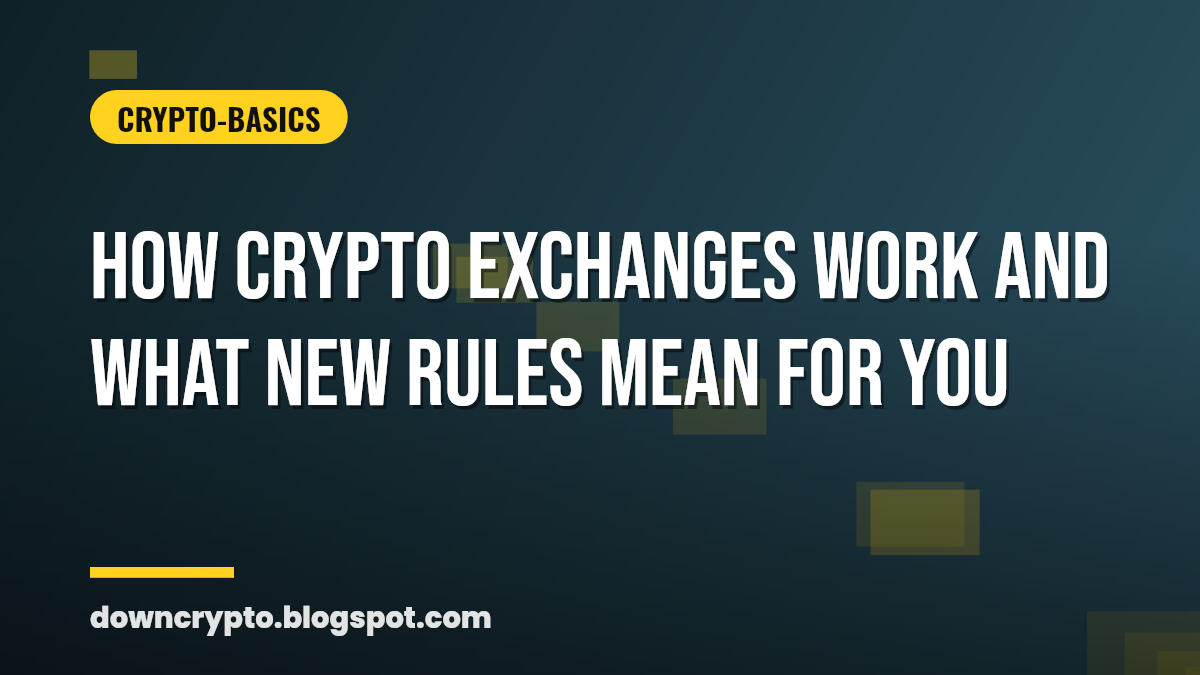 CRYPTO-BASICS
HOW CRYPTO EXCHANGES WORK AND
WHAT NEW RULES MEAN FOR YOU
downcrypto.blogspot.com